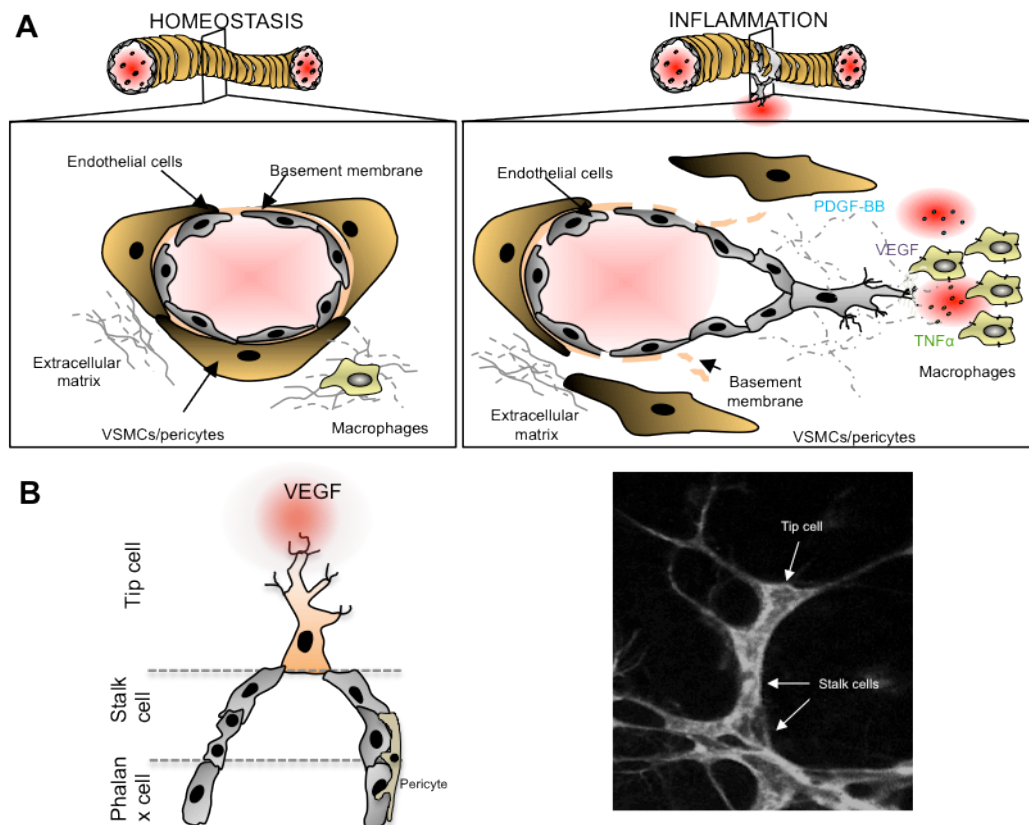 A
HOMEOSTASIS
INFLAMMATION
Endothelial cells
Basement membrane
Extracellular
matrix
VSMCs/pericytes
Macrophages
Endothelial cells
PDGF-BB
VEGF
TNFα
Macrophages
Basement
membrane
Extracellular
matrix
VSMCs/pericytes
B
VEGF
Tip cell
Stalk
cell
Phalan
x cell
Pericyte
Tip cell
Stalk cells